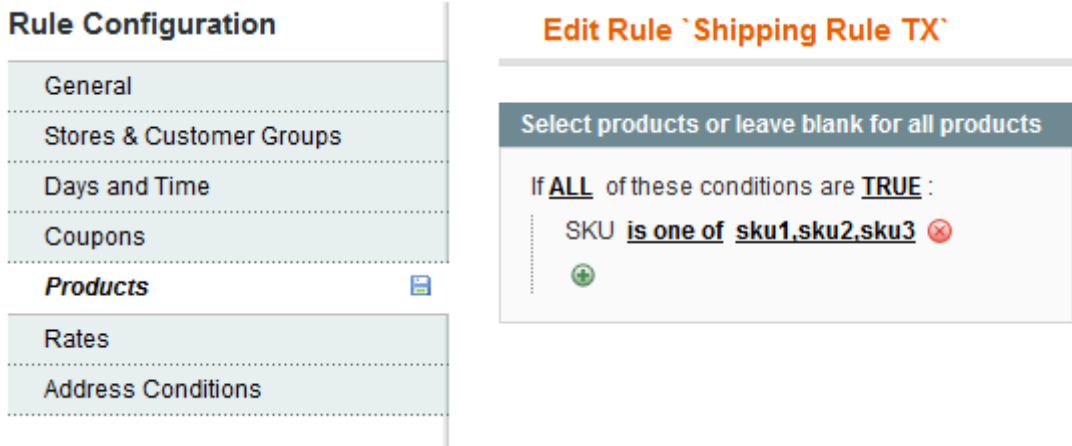 Rule Configuration
General
Stores & Customer Groups
Days and Time
Coupons
Products
Rates
Address Conditions
Edit Rule `Shipping Rule TX`
Select products or leave blank for all products
If ALL of these conditions are TRUE :
SKU is one of sku1,sku2,sku3